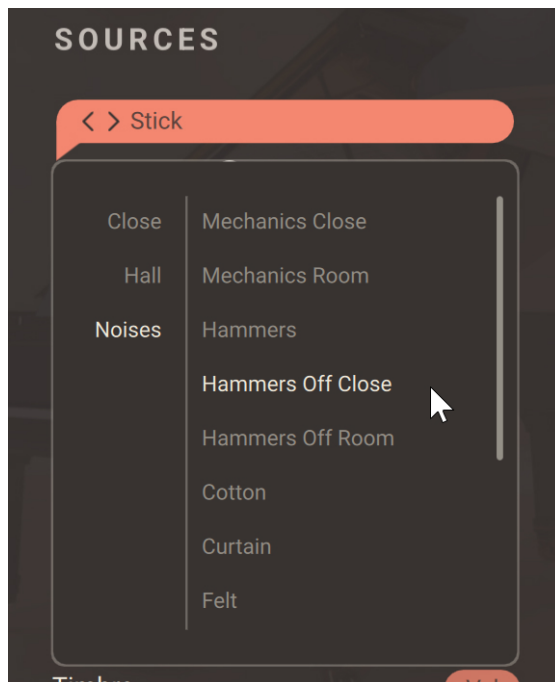 SOURCES
< > Stick
Close
Hall
Noises
Mechanics Close
Mechanics Room
Hammers
Hammers Off Close
Hammers Off Room
Cotton
Curtain
Felt